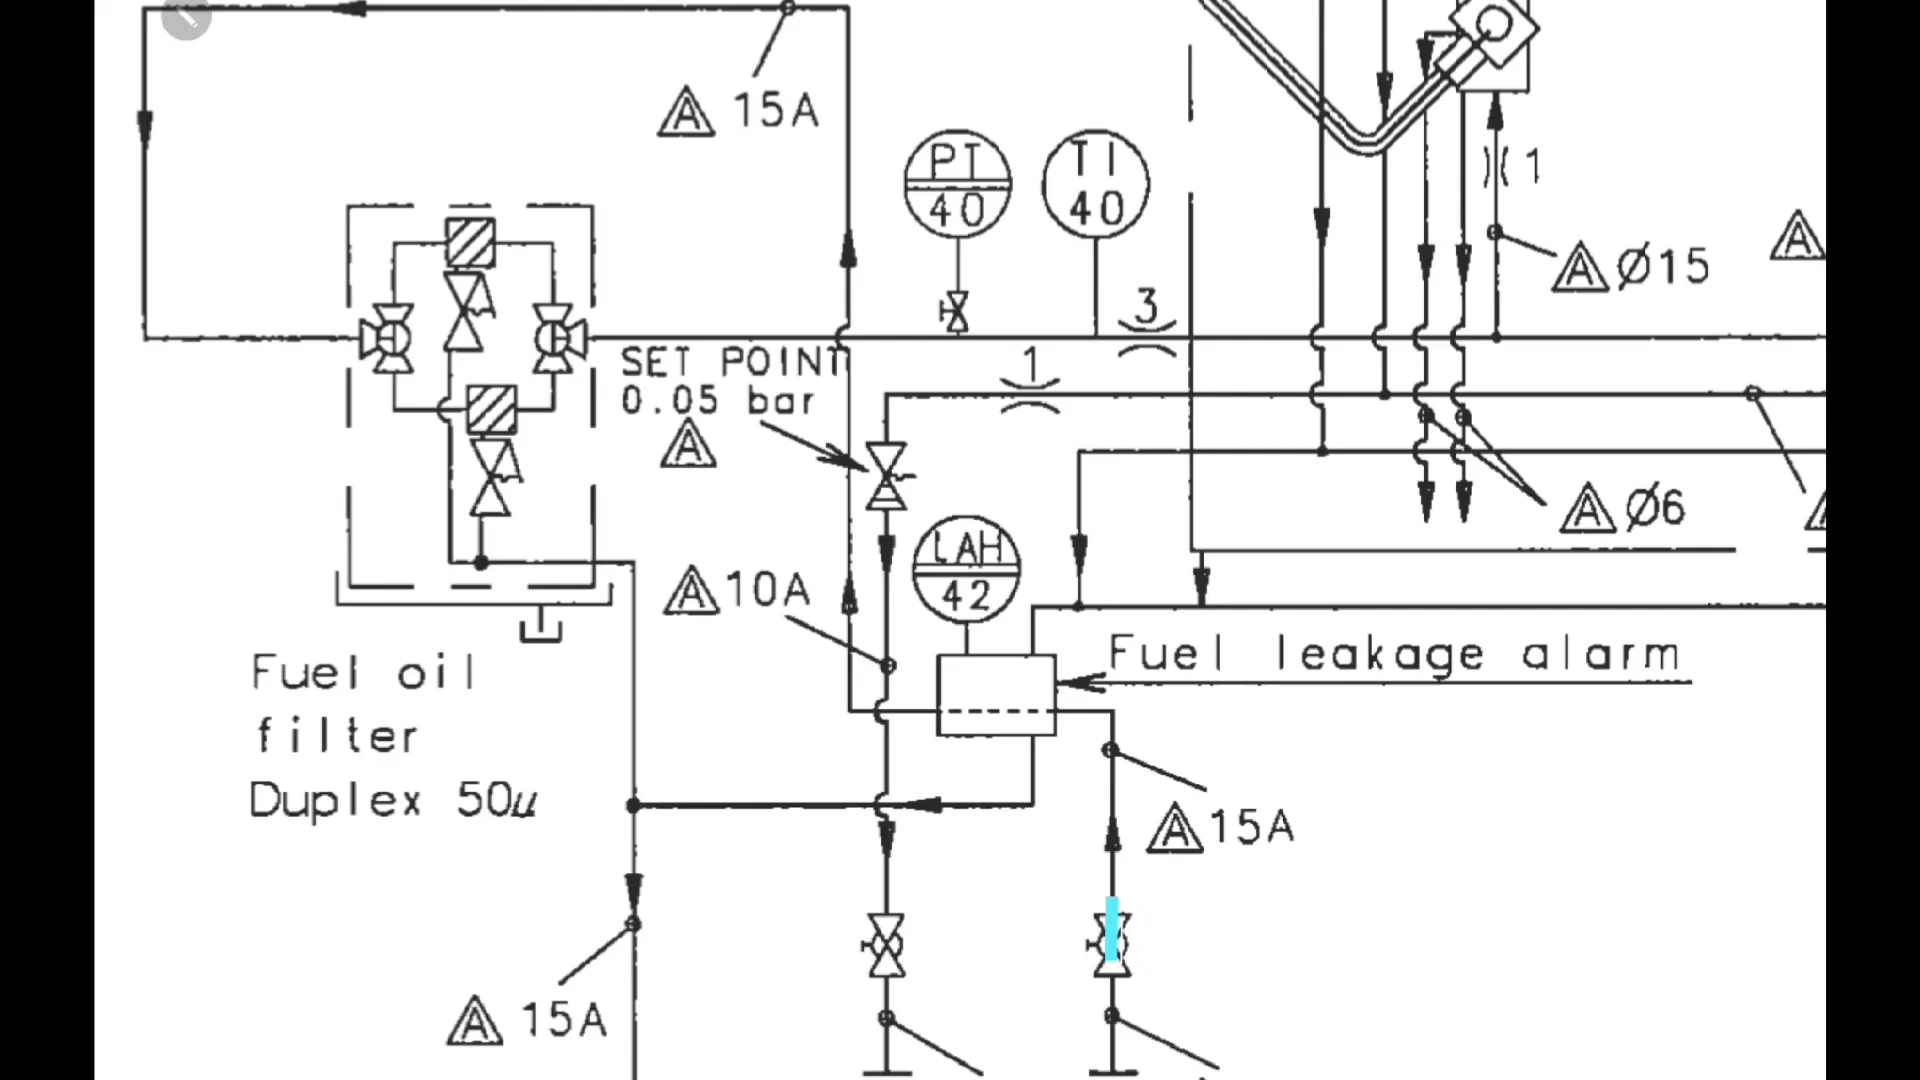 A 15A
PT
40
TI
40
1
A Ø15
A
3
SET POINT
0.05 bar
1
A
A Ø6
LAH
42
A 10A
Fuel leakage alarm
Fuel oil
filter
Duplex 50µ
A 15A
A 15A